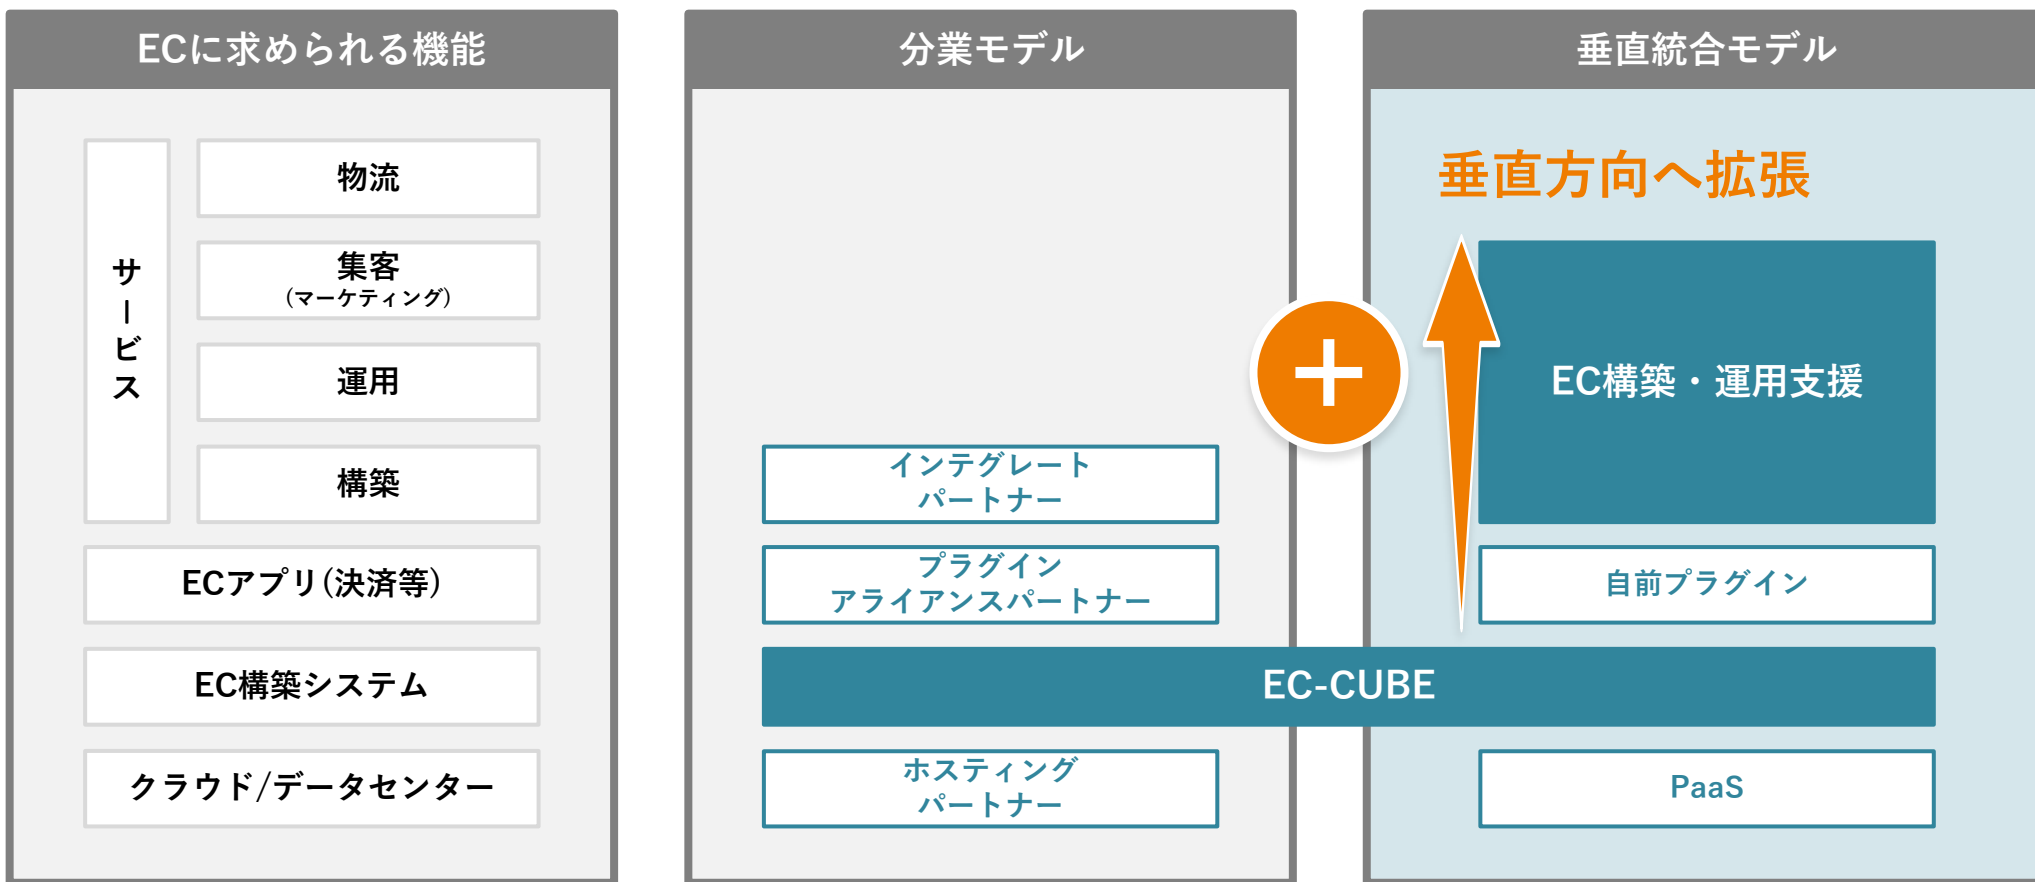 ECに求められる機能
サービス
物流
集客
(マーケティング)
運用
構築
ECアプリ(決済等)
EC構築システム
クラウド/データセンター
分業モデル
インテグレート
パートナー
プラグイン
アライアンスパートナー
EC-CUBE
ホスティング
パートナー
+
垂直統合モデル
垂直方向へ拡張
EC構築・運用支援
自前プラグイン
PaaS